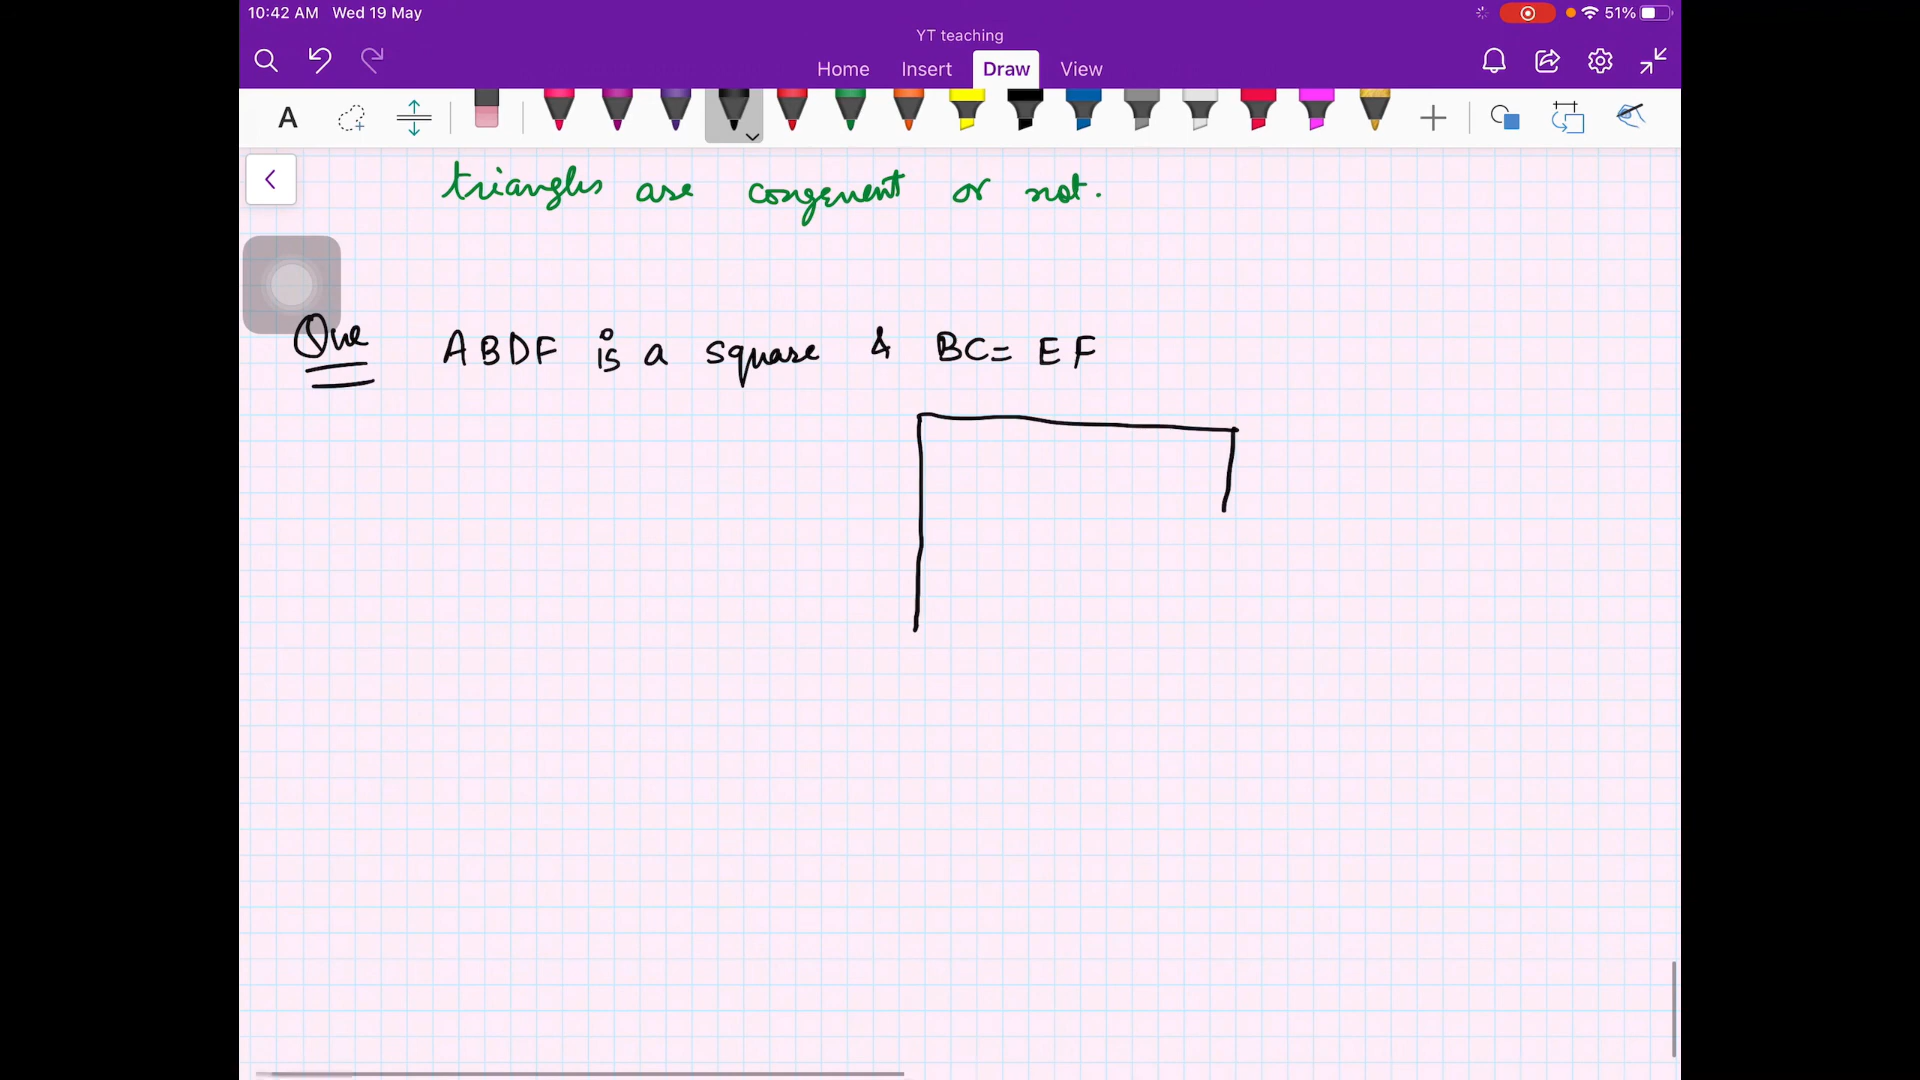 10:42 AM Wed 19 May 51%
YT teaching
Home Insert Draw View
A
triangles are congruent or not.
Que ABDF is a square & BC = EF